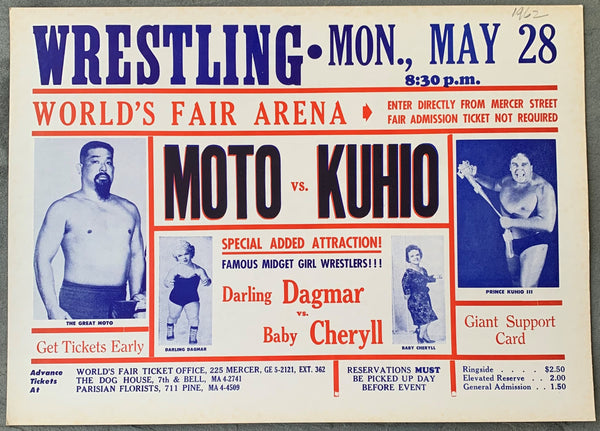 1962
WRESTLING • MON., MAY 28
8:30 p.m.
WORLD'S FAIR ARENA
ENTER DIRECTLY FROM MERCER STREET
FAIR ADMISSION TICKET NOT REQUIRED
MOTO vs. KUHIO
THE GREAT MOTO
PRINCE KUHIO III
SPECIAL ADDED ATTRACTION!
FAMOUS MIDGET GIRL WRESTLERS!!!
Darling Dagmar
vs.
Baby Cheryll
DARLING DAGMAR
BABY CHERYLL
Get Tickets Early
Giant Support
Card
Advance
Tickets
At
WORLD'S FAIR TICKET OFFICE, 225 MERCER, GE 5-2121, EXT. 362
THE DOG HOUSE, 7th & BELL, MA 4-2741
PARISIAN FLORISTS, 711 PINE, MA 4-4509
RESERVATIONS MUST
BE PICKED UP DAY
BEFORE EVENT
Ringside . . . . $2.50
Elevated Reserve . . 2.00
General Admission . . 1.50